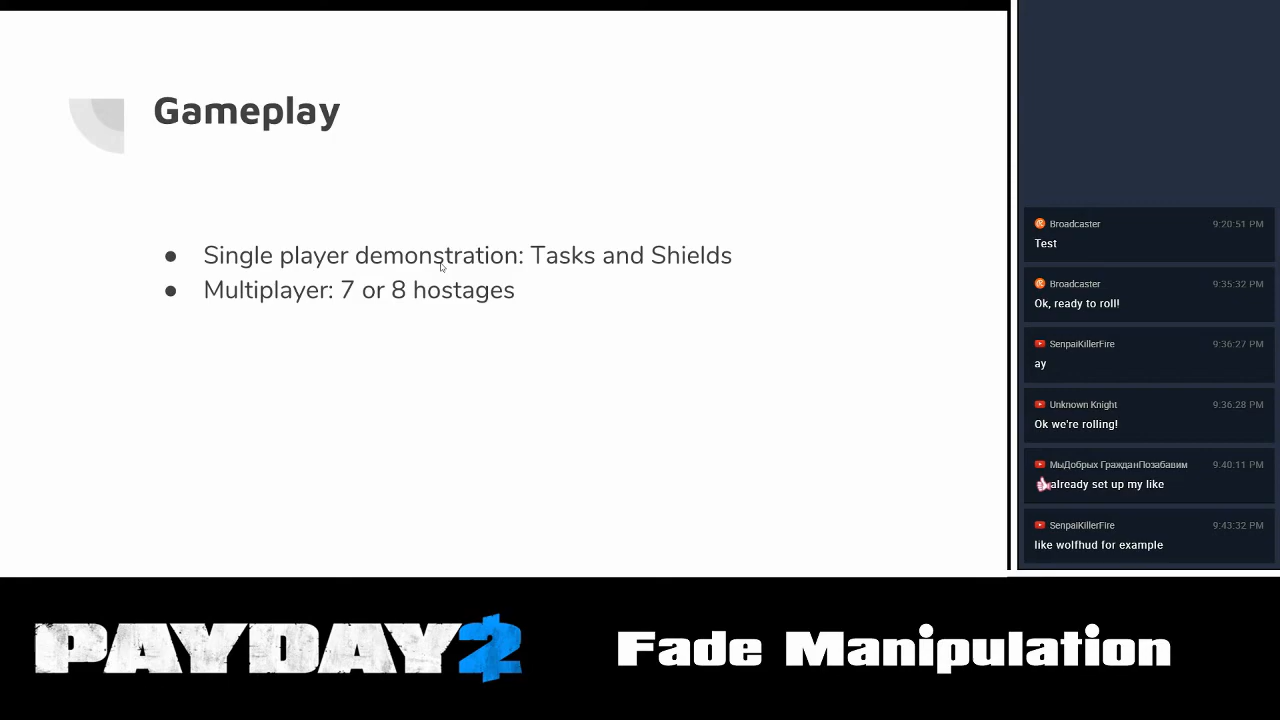 Gameplay
● Single player demonstration: Tasks and Shields
● Multiplayer: 7 or 8 hostages
Broadcaster 9:20:51 PM
Test
Broadcaster 9:35:32 PM
Ok, ready to roll!
SenpaiKillerFire 9:36:27 PM
ay
Unknown Knight 9:36:28 PM
Ok we're rolling!
МыДобрых ГражданПозабавим 9:40:11 PM
already set up my like
SenpaiKillerFire 9:43:32 PM
like wolfhud for example
PAYDAY 2
Fade Manipulation